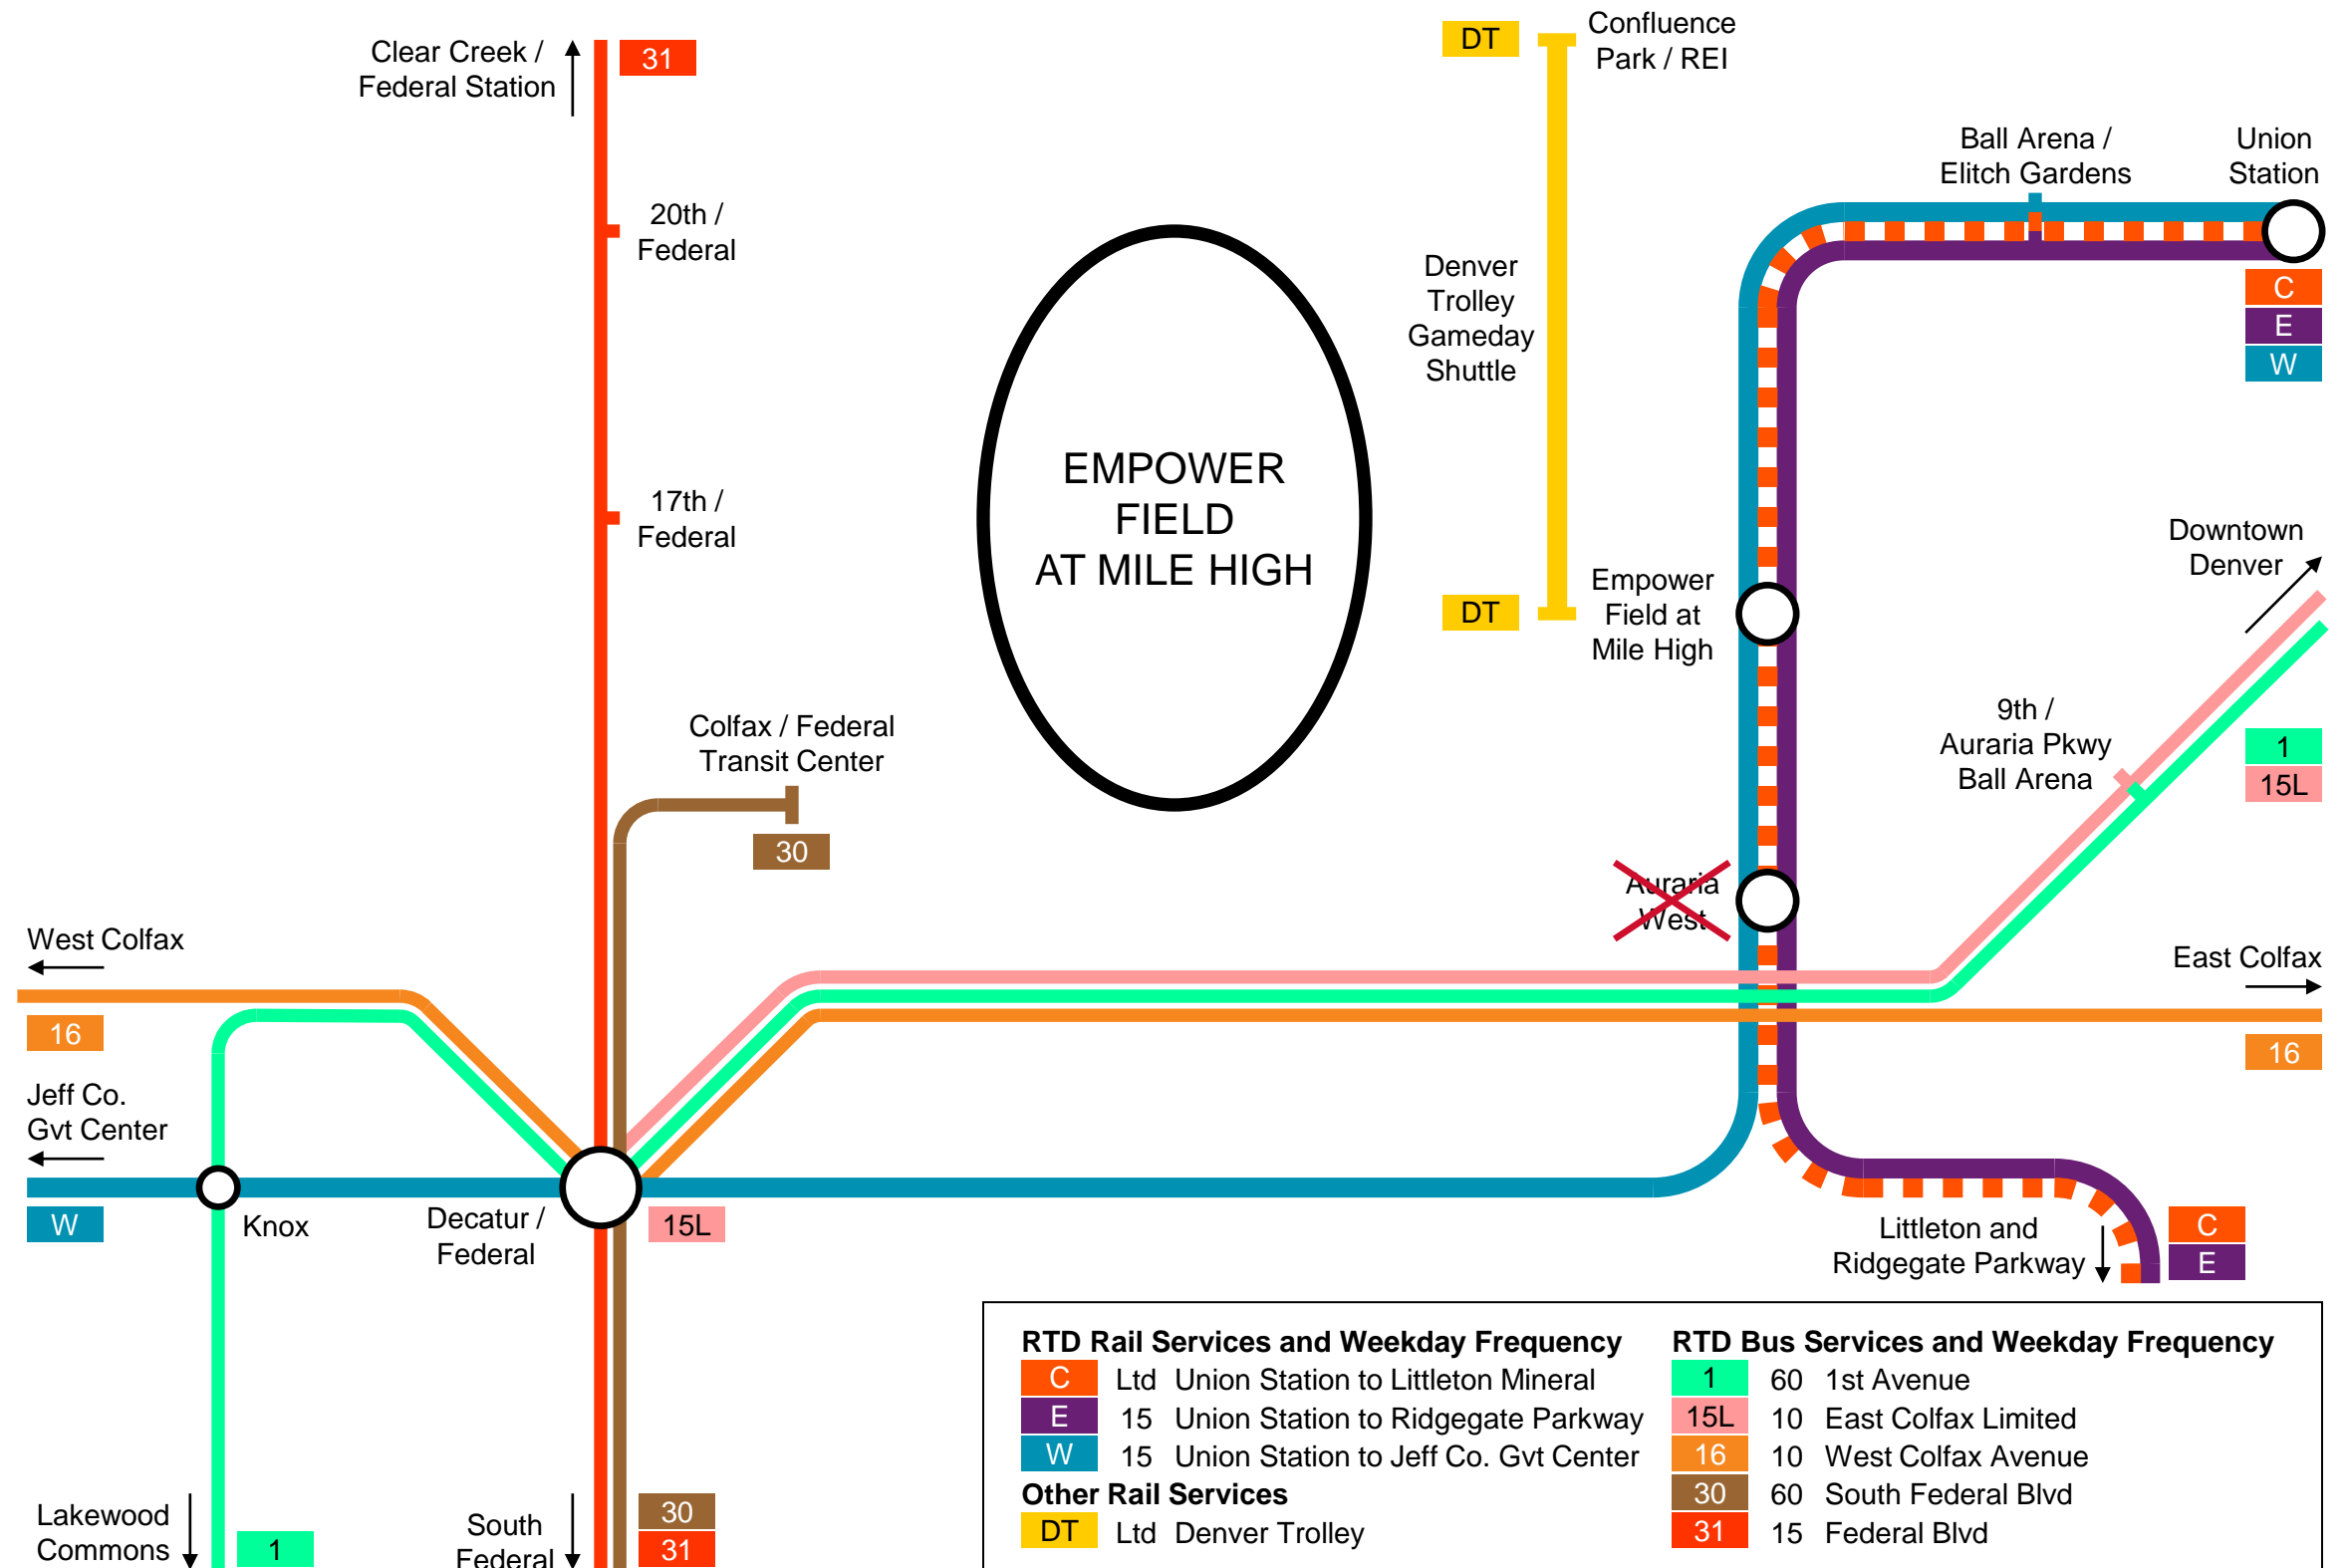 Clear Creek /
Federal Station
31
DT
Confluence
Park / REI
Ball Arena /
Elitch Gardens
Union
Station
20th /
Federal
Denver
Trolley
Gameday
Shuttle
C
E
W
EMPOWER
FIELD
AT MILE HIGH
17th /
Federal
Downtown
Denver
DT
Empower
Field at
Mile High
Colfax / Federal
Transit Center
30
9th /
Auraria Pkwy
Ball Arena
1
15L
Auraria
West
West Colfax
16
East Colfax
16
Jeff Co.
Gvt Center
W
Knox
Decatur /
Federal
15L
Littleton and
Ridgegate Parkway
C
E
Lakewood
Commons
1
South
Federal
30
31
RTD Rail Services and Weekday Frequency
C Ltd Union Station to Littleton Mineral
E 15 Union Station to Ridgegate Parkway
W 15 Union Station to Jeff Co. Gvt Center
Other Rail Services
DT Ltd Denver Trolley
RTD Bus Services and Weekday Frequency
1 60 1st Avenue
15L 10 East Colfax Limited
16 10 West Colfax Avenue
30 60 South Federal Blvd
31 15 Federal Blvd